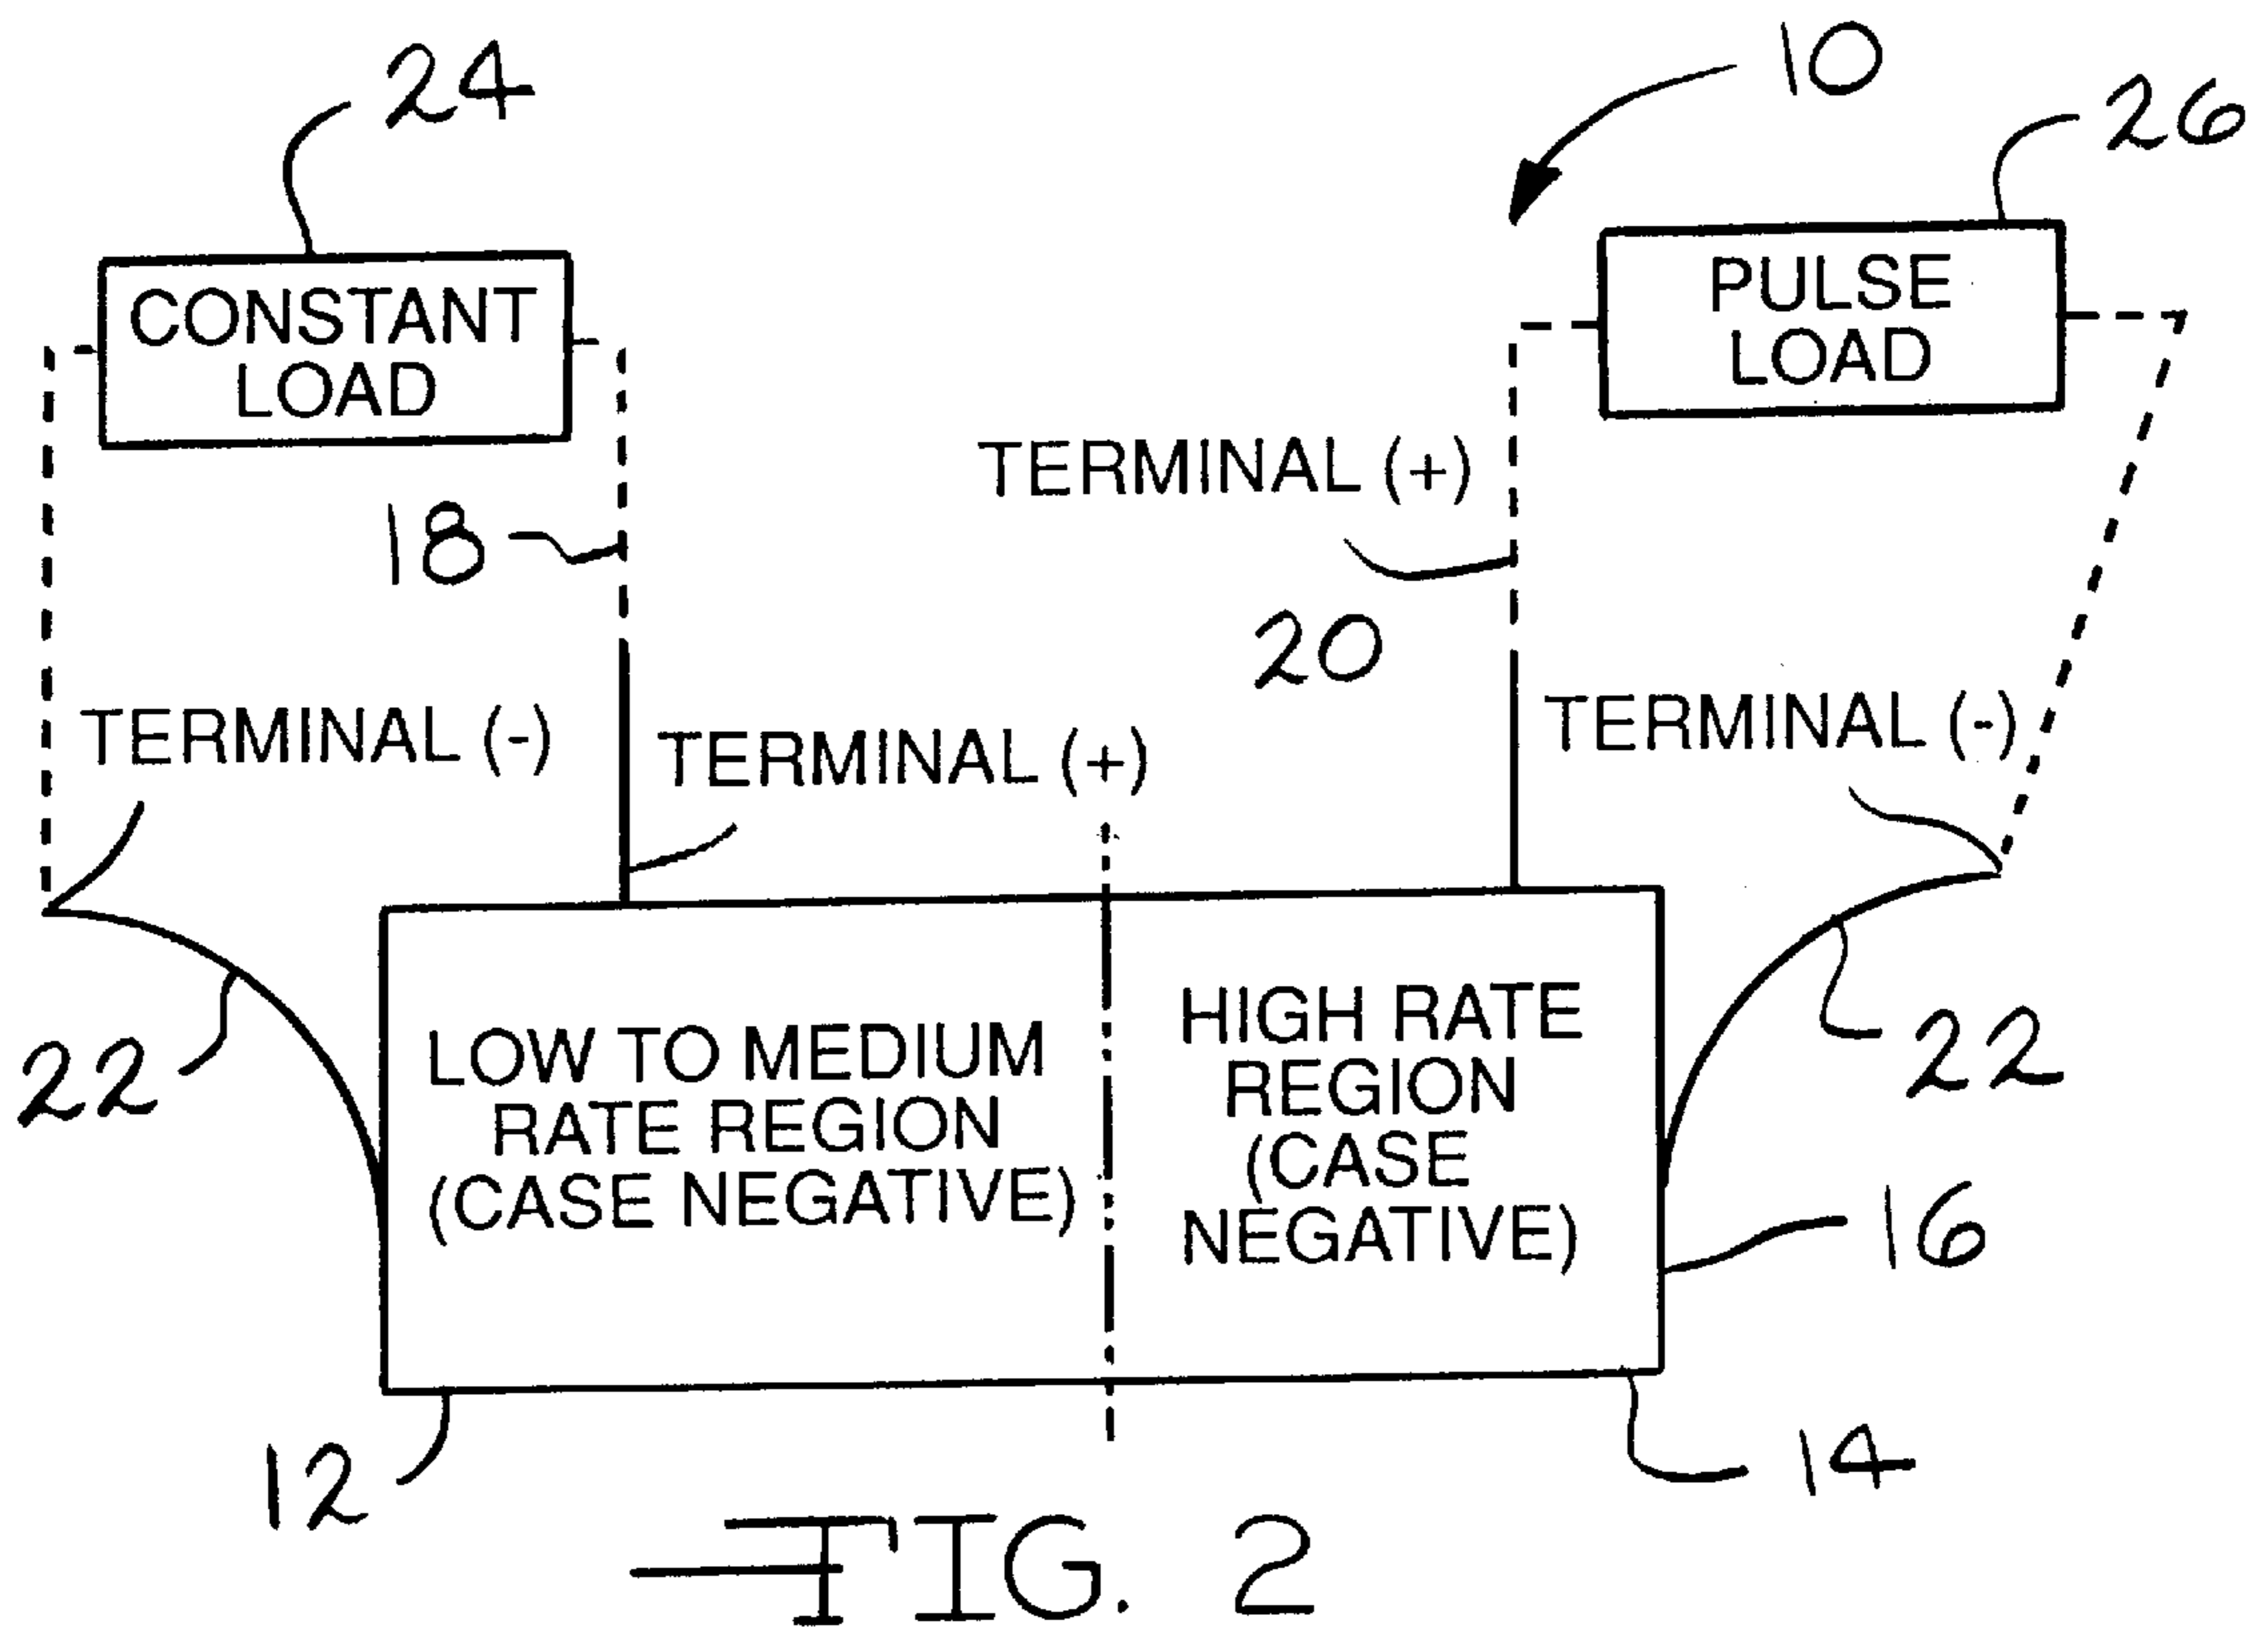 24
10
26
CONSTANT
LOAD
PULSE
LOAD
TERMINAL (+)
18
20
TERMINAL (-)
TERMINAL (+)
TERMINAL (-)
22
LOW TO MEDIUM
RATE REGION
(CASE NEGATIVE)
HIGH RATE
REGION
(CASE
NEGATIVE)
22
16
12
14
FIG. 2